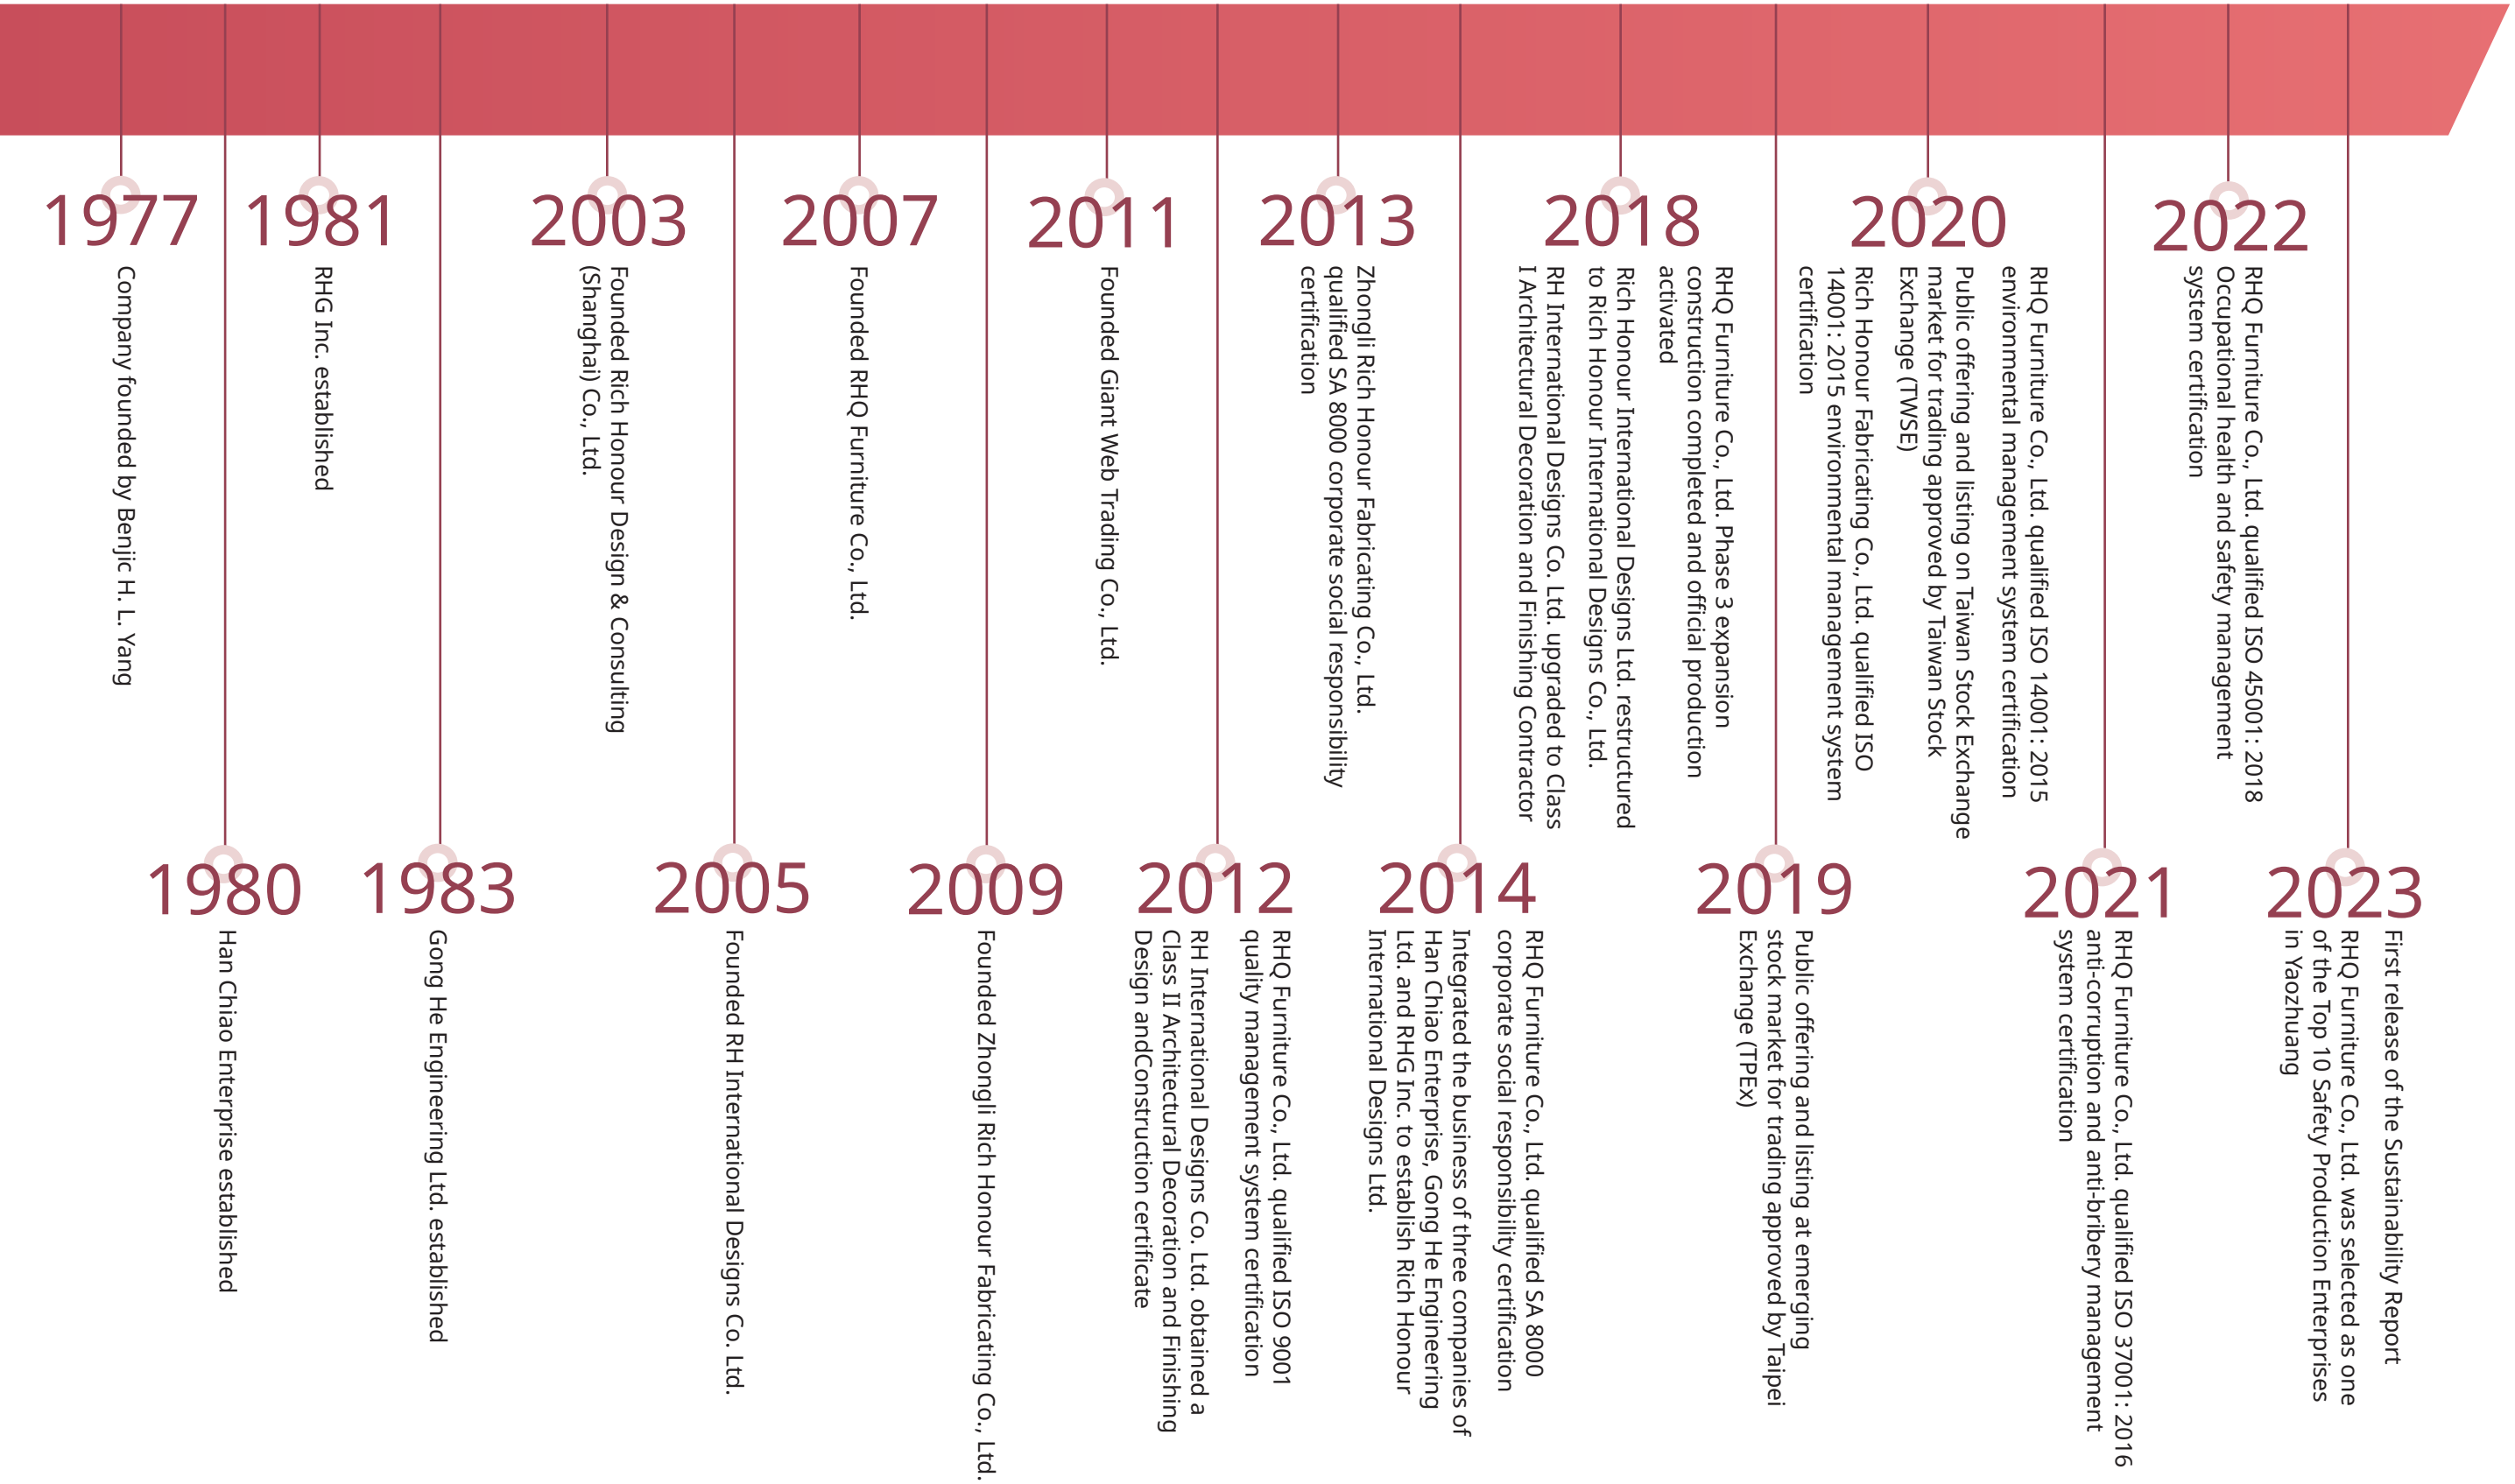 1977
Company founded by Benjic H. L. Yang
1980
Han Chiao Enterprise established
1981
RHG Inc. established
1983
Gong He Engineering Ltd. established
2003
Founded Rich Honour Design & Consulting
(Shanghai) Co., Ltd.
2005
Founded RH International Designs Co. Ltd.
2007
Founded RHQ Furniture Co., Ltd.
2009
Founded Zhongli Rich Honour Fabricating Co., Ltd.
2011
Founded Giant Web Trading Co., Ltd.
2012
RHQ Furniture Co., Ltd. qualified ISO 9001
quality management system certification
RH International Designs Co. Ltd. obtained a
Class II Architectural Decoration and Finishing
Design andConstruction certificate
2013
Zhongli Rich Honour Fabricating Co., Ltd.
qualified SA 8000 corporate social responsibility
certification
2014
RHQ Furniture Co., Ltd. qualified SA 8000
corporate social responsibility certification
Integrated the business of three companies of
Han Chiao Enterprise, Gong He Engineering
Ltd. and RHG Inc. to establish Rich Honour
International Designs Ltd.
2018
RHQ Furniture Co., Ltd. Phase 3 expansion
construction completed and official production
activated
Rich Honour International Designs Ltd. restructured
to Rich Honour International Designs Co., Ltd.
RH International Designs Co. Ltd. upgraded to Class
I Architectural Decoration and Finishing Contractor
2019
Public offering and listing at emerging
stock market for trading approved by Taipei
Exchange (TPEx)
2020
RHQ Furniture Co., Ltd. qualified ISO 14001: 2015
environmental management system certification
Public offering and listing on Taiwan Stock Exchange
market for trading approved by Taiwan Stock
Exchange (TWSE)
Rich Honour Fabricating Co., Ltd. qualified ISO
14001: 2015 environmental management system
certification
2021
RHQ Furniture Co., Ltd. qualified ISO 37001: 2016
anti-corruption and anti-bribery management
system certification
2022
RHQ Furniture Co., Ltd. qualified ISO 45001: 2018
Occupational health and safety management
system certification
2023
First release of the Sustainability Report
RHQ Furniture Co., Ltd. was selected as one
of the Top 10 Safety Production Enterprises
in Yaozhuang